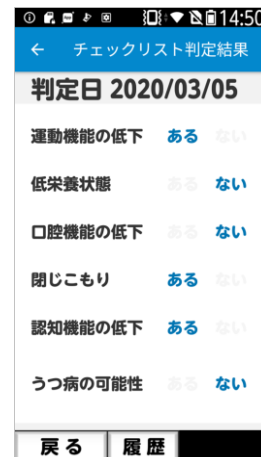 14:50
← チェックリスト判定結果
判定日 2020/03/05
運動機能の低下 ある ない
低栄養状態 ある ない
口腔機能の低下 ある ない
閉じこもり ある ない
認知機能の低下 ある ない
うつ病の可能性 ある ない
戻る 履歴